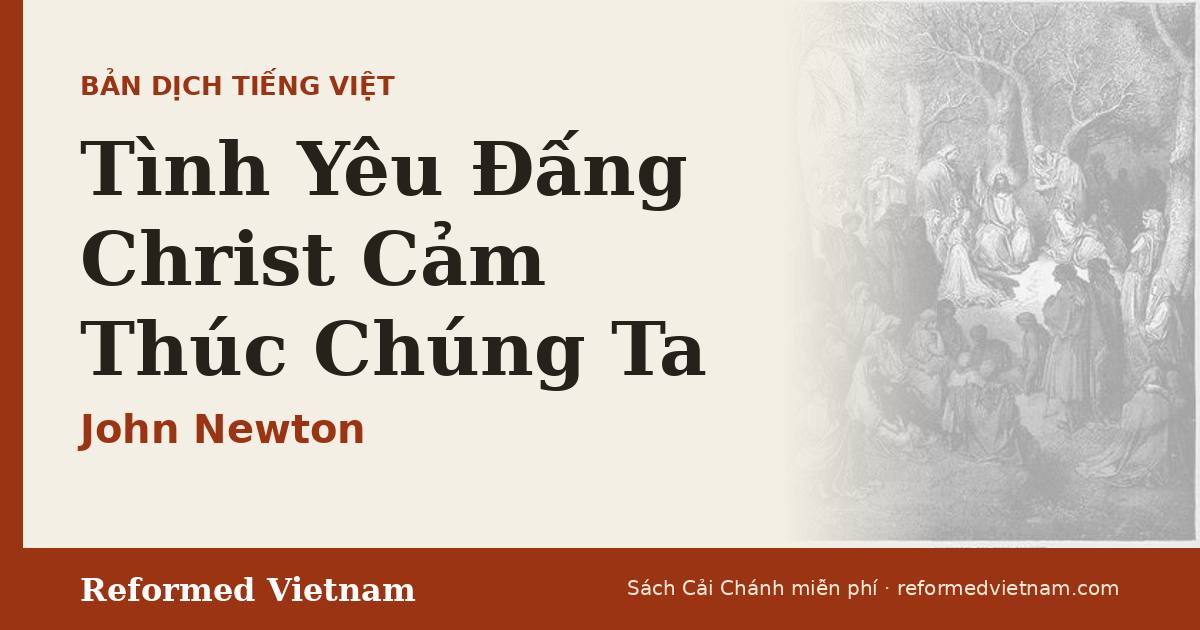 BẢN DỊCH TIẾNG VIỆT
Tình Yêu Đấng
Christ Cảm
Thúc Chúng Ta
John Newton
Reformed Vietnam
Sách Cải Chánh miễn phí · reformedvietnam.com